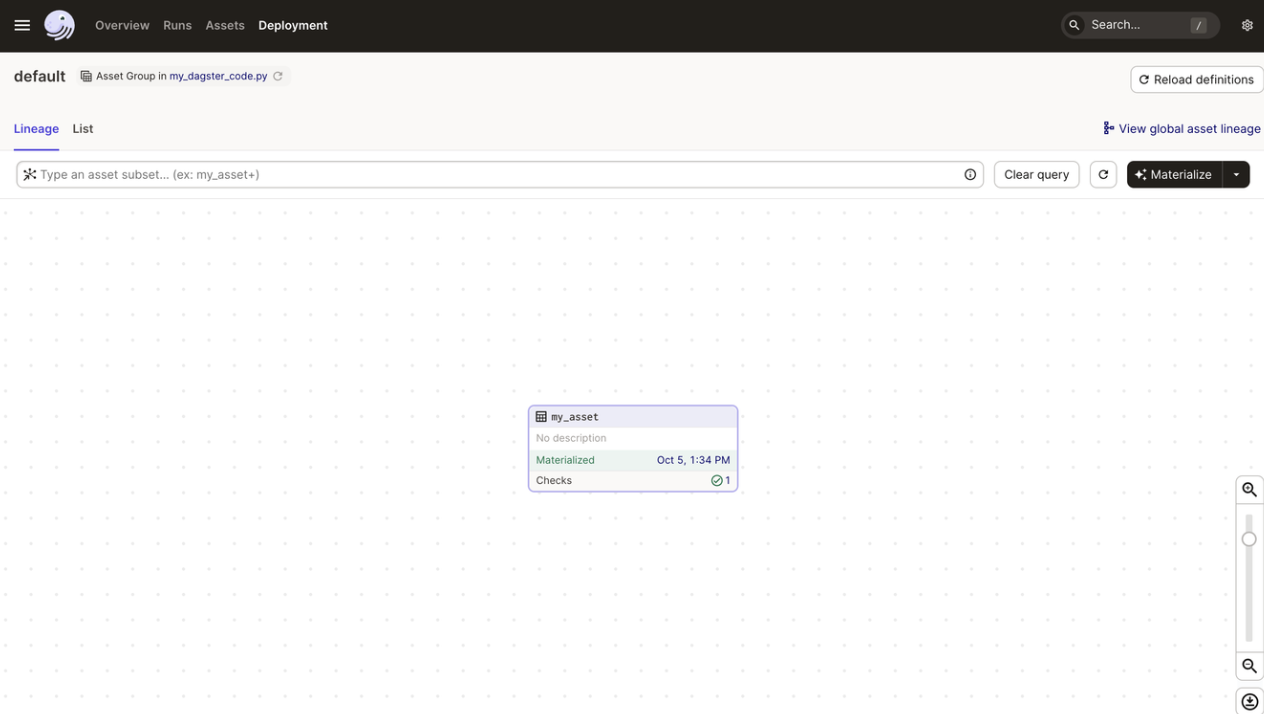 Overview Runs Assets Deployment Search... /
default Asset Group in my_dagster_code.py Reload definitions
Lineage List View global asset lineage
Type an asset subset... (ex: my_asset+) Clear query Materialize
my_asset
No description
Materialized Oct 5, 1:34 PM
Checks 1